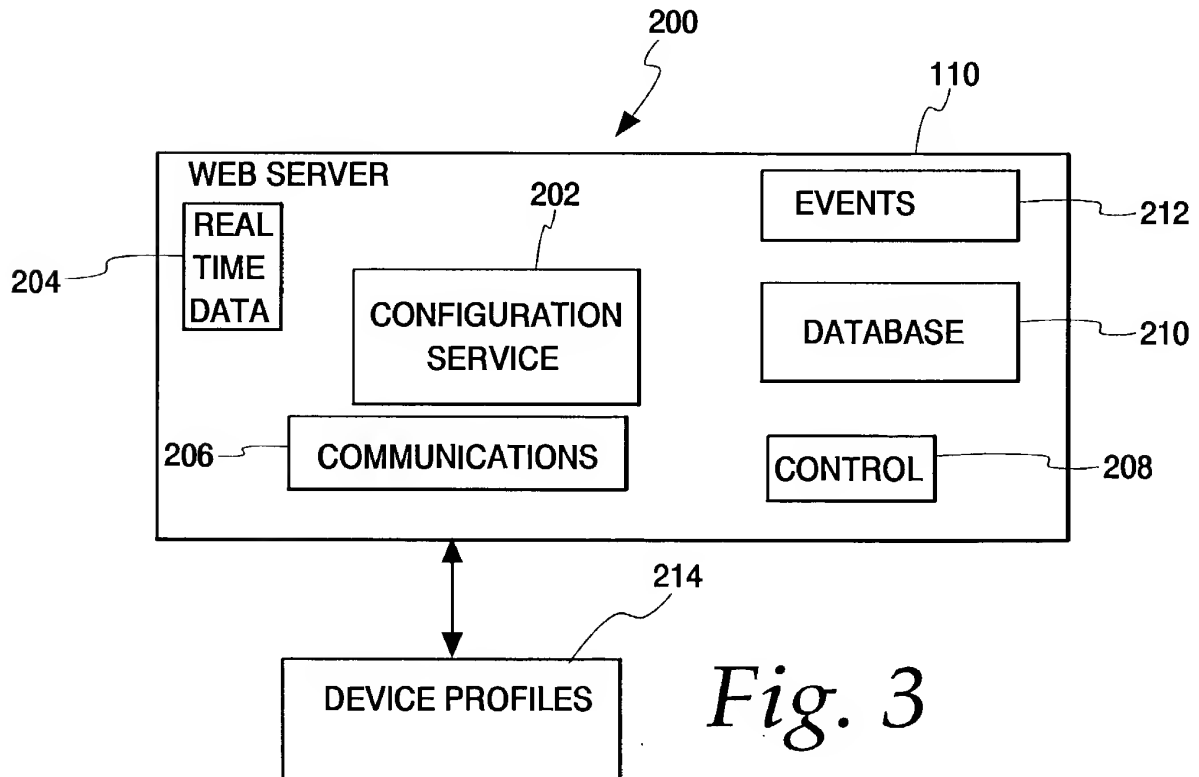 200
110
WEB SERVER
202
EVENTS
212
REAL
TIME
DATA
204
CONFIGURATION
SERVICE
DATABASE
210
206
COMMUNICATIONS
CONTROL
208
214
DEVICE PROFILES
Fig. 3